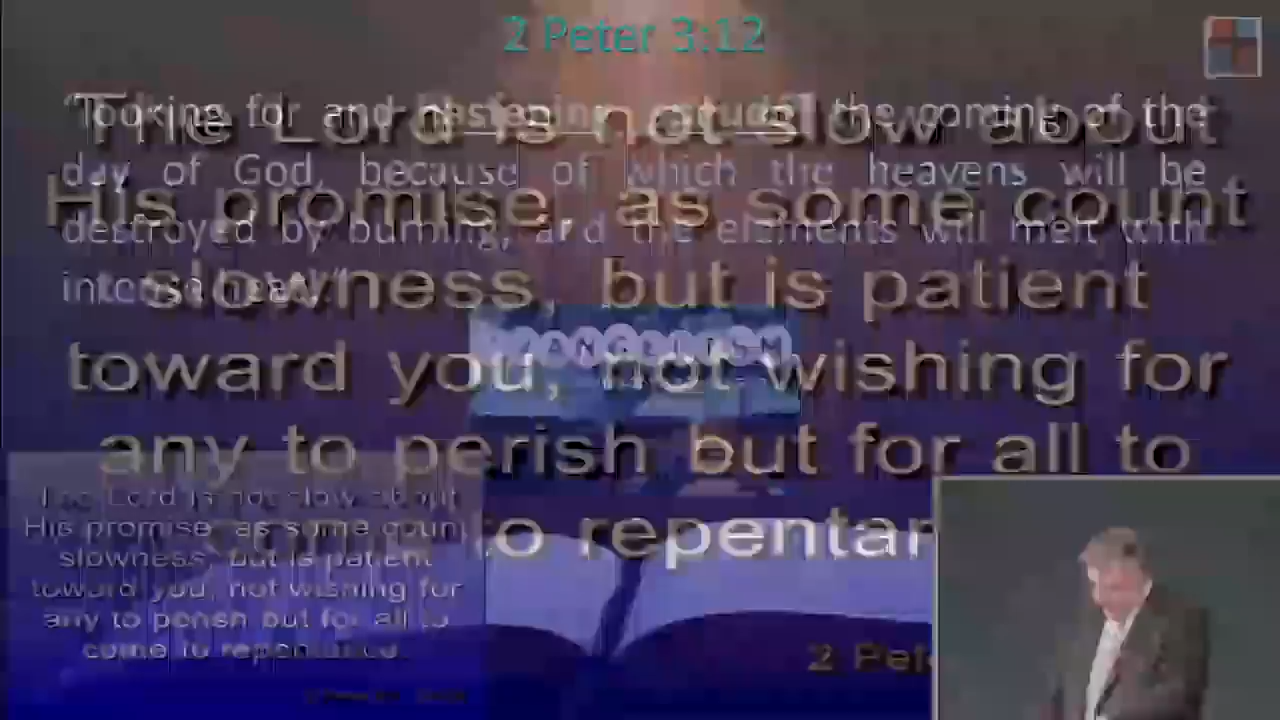 2 Peter 3:12
"looking for and hastening the coming of the
day of God, because of which the heavens will be
destroyed by burning, and the elements will melt with
intense heat!"
The Lord is not slow about
His promise, as some count
slowness, but is patient
toward you, not wishing for
any to perish but for all to
to repentan
EVANGELISM
The Lord is not slow about
His promise, as some count
slowness, but is patient
toward you, not wishing for
any to perish but for all to
come to repentance.
2 Pet